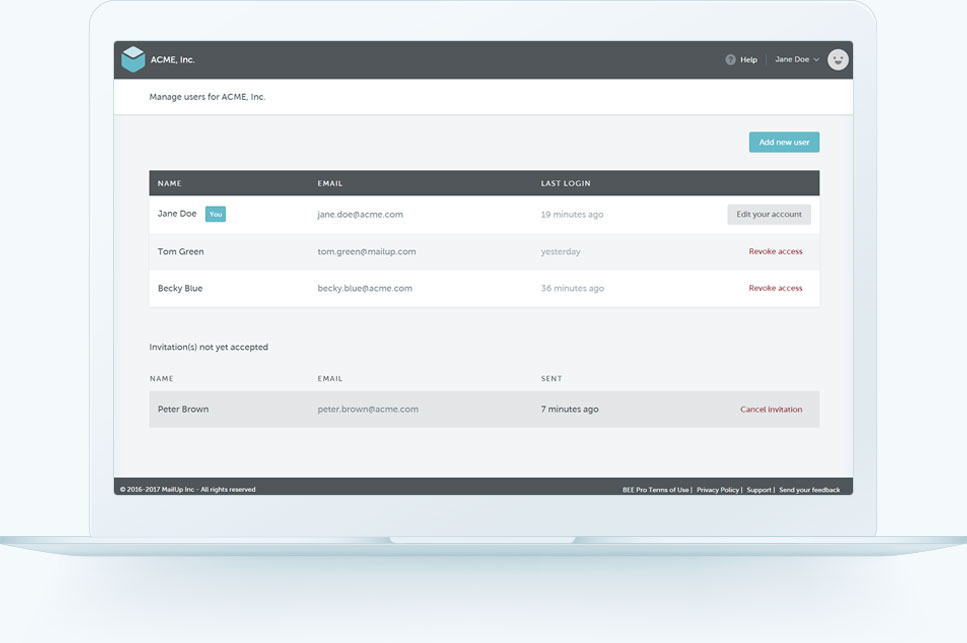 ACME, Inc.
? Help Jane Doe
Manage users for ACME, Inc.
Add new user
NAME EMAIL LAST LOGIN
Jane Doe You jane.doe@acme.com 19 minutes ago Edit your account
Tom Green tom.green@mailup.com yesterday Revoke access
Becky Blue becky.blue@acme.com 36 minutes ago Revoke access
Invitation(s) not yet accepted
NAME EMAIL SENT
Peter Brown peter.brown@acme.com 7 minutes ago Cancel invitation
© 2016-2017 MailUp Inc - All rights reserved
BEE Pro Terms of Use | Privacy Policy | Support | Send your feedback